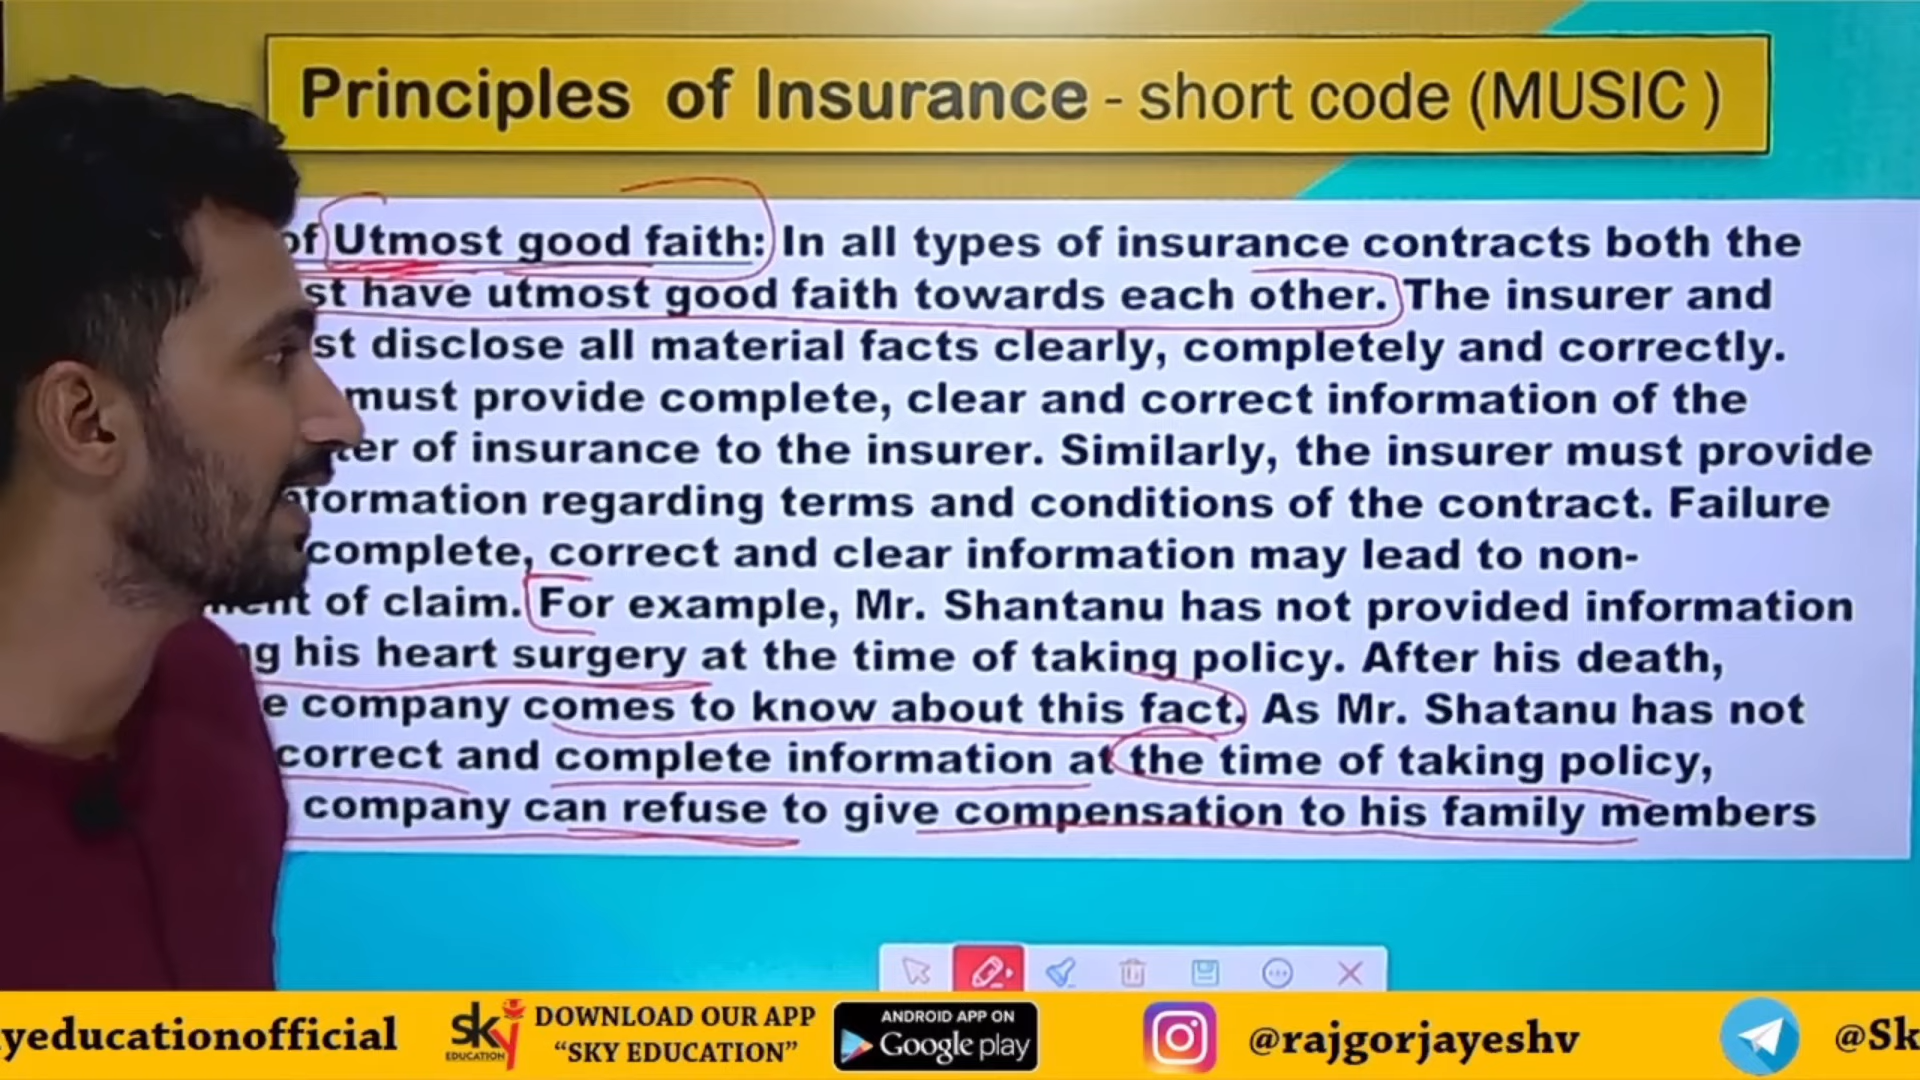 Principles of Insurance - short code (MUSIC )
of Utmost good faith: In all types of insurance contracts both the
have utmost good faith towards each other. The insurer and
disclose all material facts clearly, completely and correctly.
must provide complete, clear and correct information of the
of insurance to the insurer. Similarly, the insurer must provide
regarding terms and conditions of the contract. Failure
complete, correct and clear information may lead to non-
of claim. For example, Mr. Shantanu has not provided information
his heart surgery at the time of taking policy. After his death,
company comes to know about this fact. As Mr. Shatanu has not
correct and complete information at the time of taking policy,
company can refuse to give compensation to his family members
yeducationofficial
sky EDUCATION
DOWNLOAD OUR APP
“SKY EDUCATION”
ANDROID APP ON
Google play
@rajgorjayeshv
@Sk